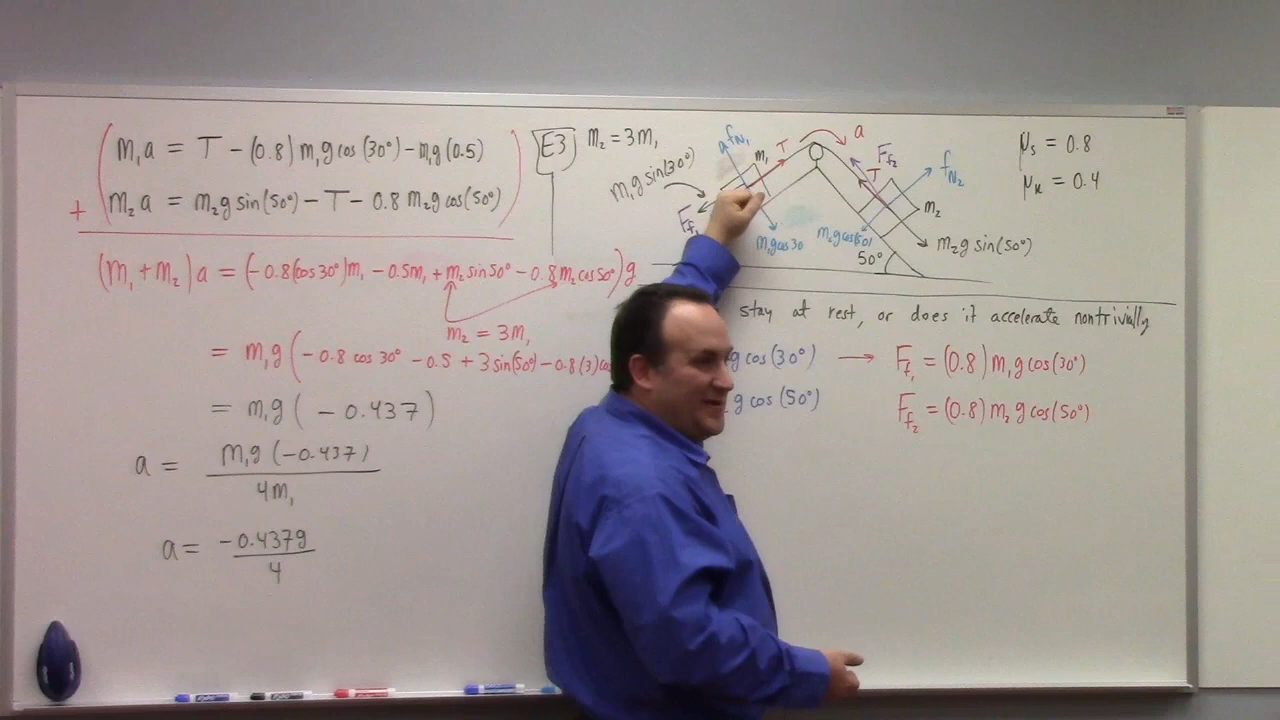 m₁a = T − (0.8) m₁g cos(30°) − m₁g (0.5)
+ m₂a = m₂g sin(50°) − T − 0.8 m₂g cos(50°)
(m₁ + m₂) a = (−0.8(cos 30°)m₁ − 0.5m₁ + m₂ sin 50° − 0.8 m₂ cos 50°) g
m₂ = 3m₁
= m₁g (−0.8 cos 30° − 0.5 + 3 sin(50°) − 0.8 (3)
= m₁g ( − 0.437 )
a = m₁g (−0.437) / 4m₁
a = −0.437g / 4
E3 m₂ = 3m₁
m₁g sin(30°)
F_f₁
f_N₁
m₁
T
a
m₁g cos 30
F_f₂
T
f_N₂
m₂
m₂g cos(50)
m₂g sin(50°)
50°
μₛ = 0.8
μₖ = 0.4
stay at rest, or does it accelerate nontrivially
g cos (30°) → F_f₁ = (0.8) m₁g cos(30°)
g cos (50°) F_f₂ = (0.8) m₂ g cos(50°)